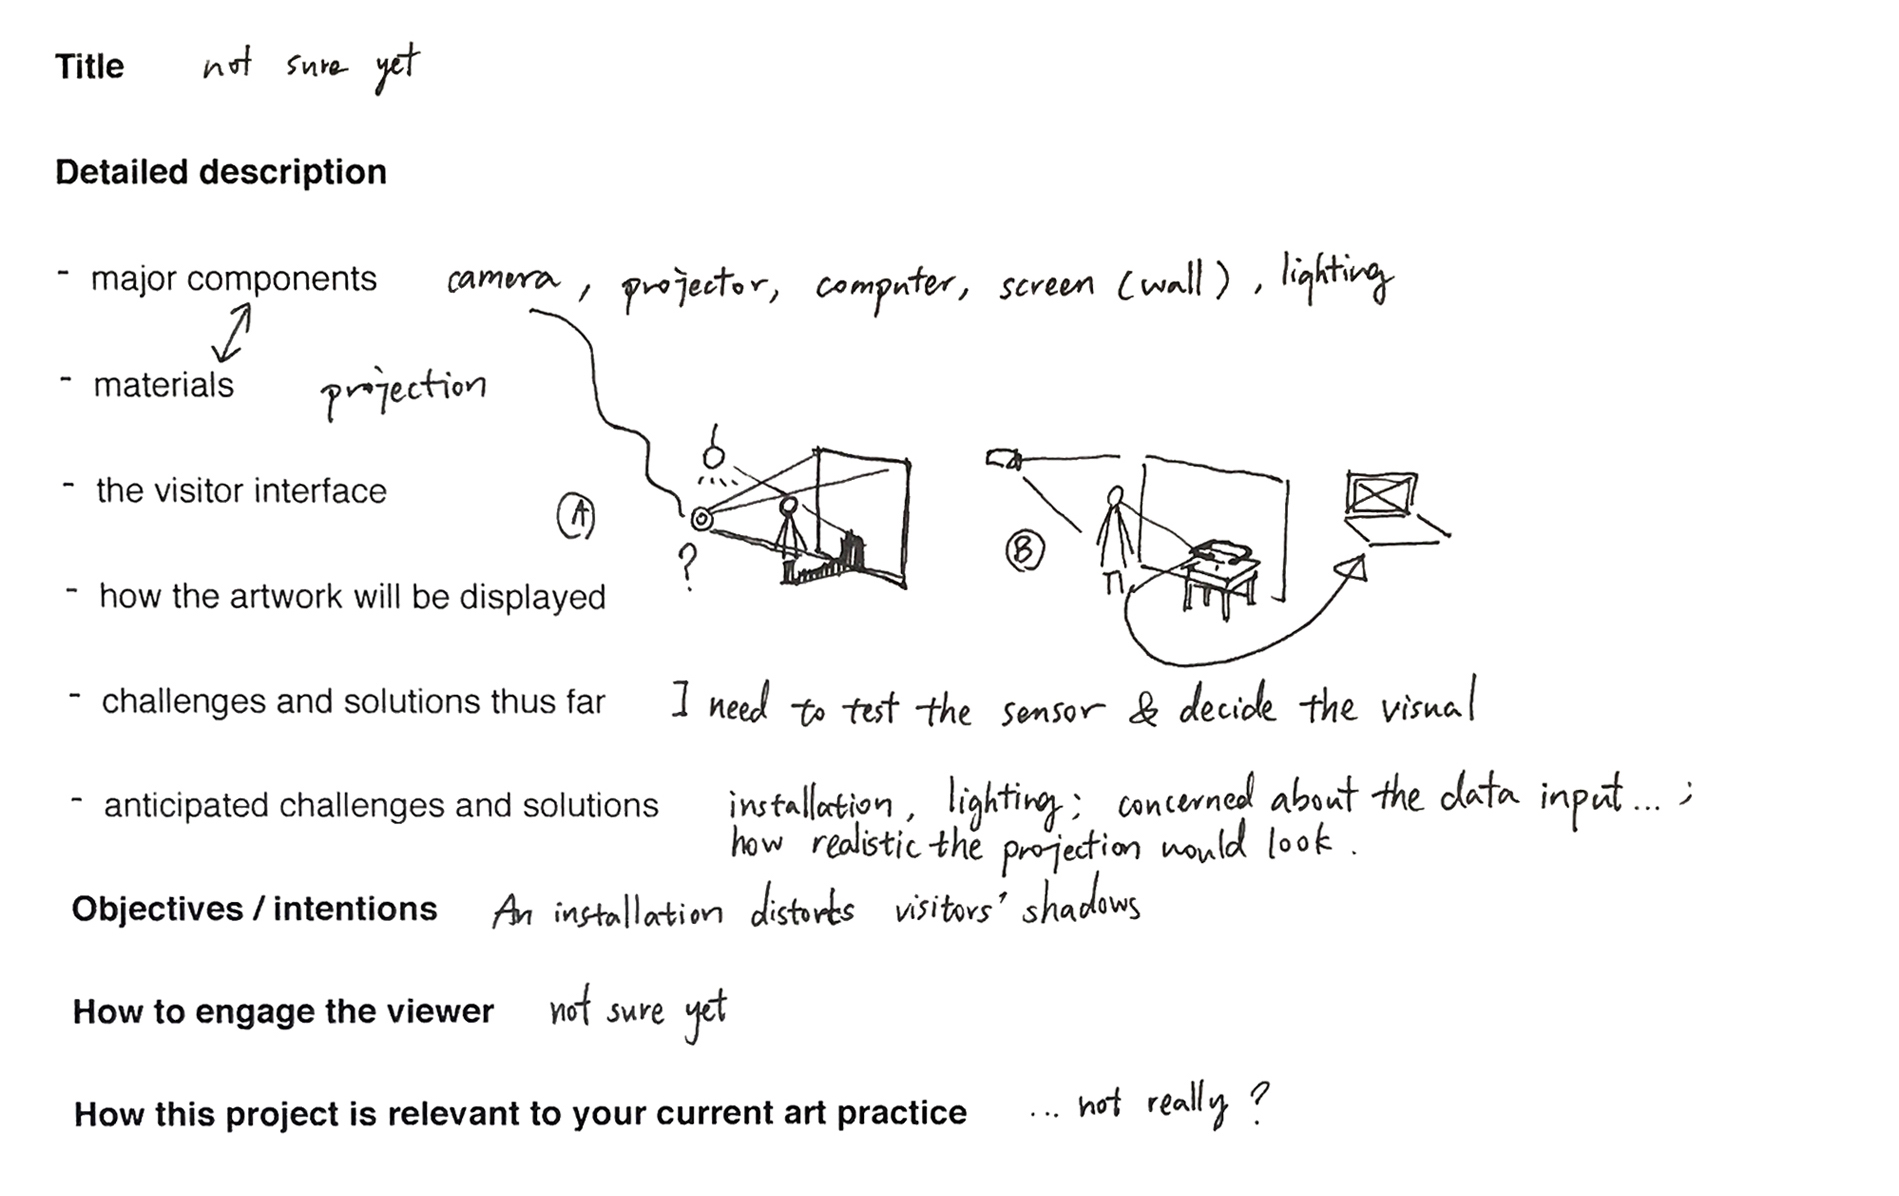 Title not sure yet
Detailed description
- major components camera, projector, computer, screen (wall), lighting
- materials projection
- the visitor interface
A
B
?
- how the artwork will be displayed
- challenges and solutions thus far I need to test the sensor & decide the visual
- anticipated challenges and solutions installation, lighting; concerned about the data input... ;
how realistic the projection would look.
Objectives / intentions An installation distorts visitors' shadows
How to engage the viewer not sure yet
How this project is relevant to your current art practice ... not really?